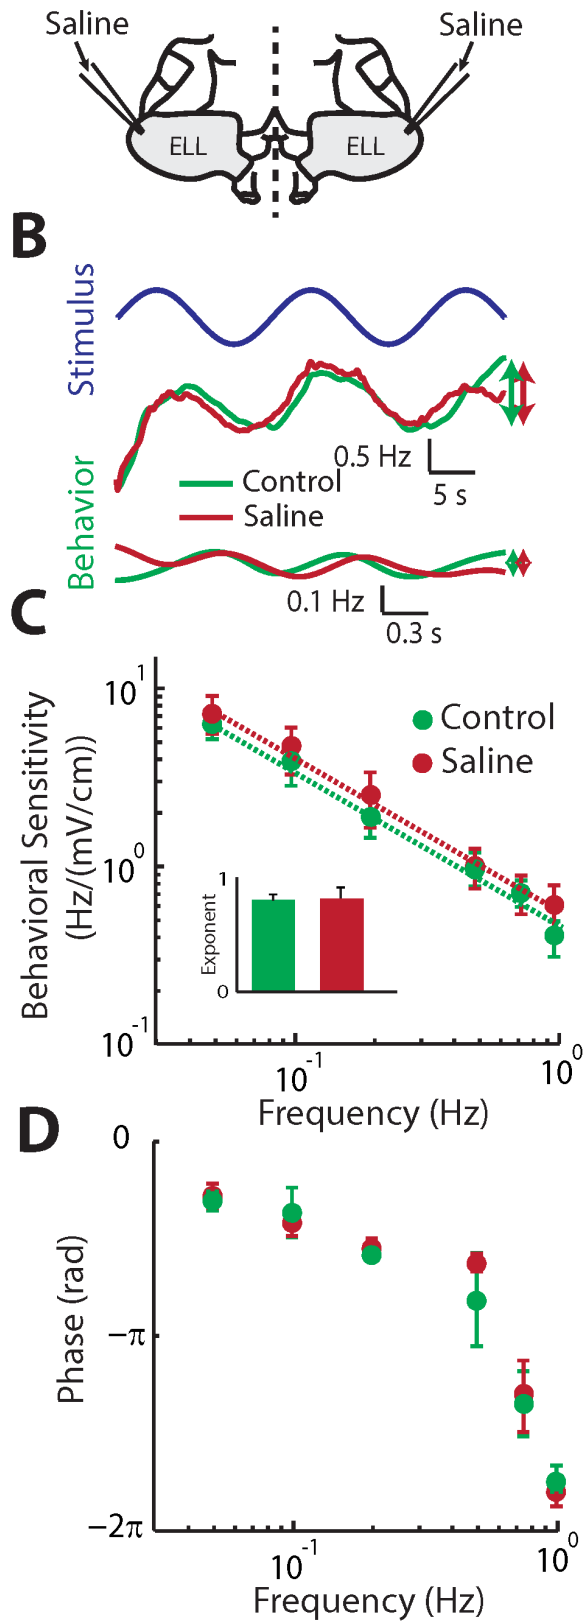 Saline Saline
ELL ELL
B
Stimulus
0.5 Hz
5 s
Control
Saline
Behavior
0.1 Hz
0.3 s
C
Behavioral Sensitivity
(Hz/(mV/cm))
10^1
10^0
10^-1
Control
Saline
Exponent
1
0
10^-1 10^0
Frequency (Hz)
D
Phase (rad)
0
−π
−2π
10^-1 10^0
Frequency (Hz)